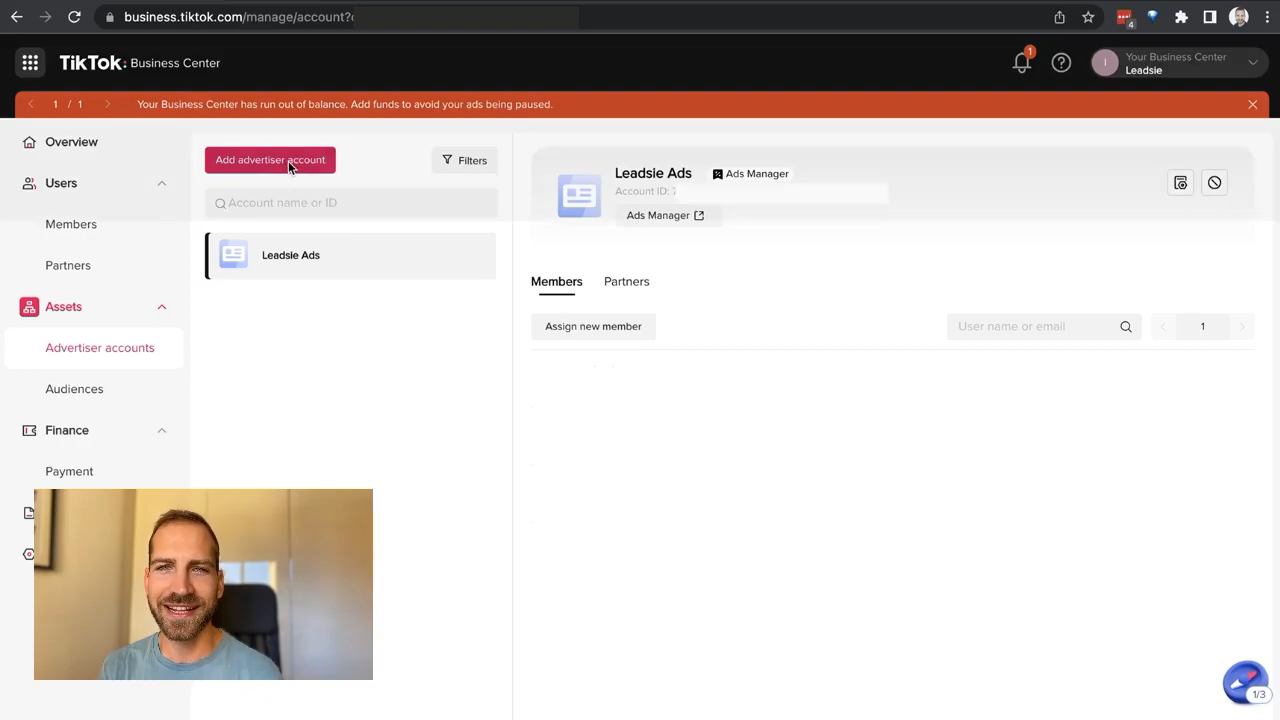 business.tiktok.com/manage/account?
4
TikTok: Business Center
1
I
Your Business Center
Leadsie
1 / 1
Your Business Center has run out of balance. Add funds to avoid your ads being paused.
Overview
Users
Members
Partners
Assets
Advertiser accounts
Audiences
Finance
Payment
Add advertiser account
Filters
Account name or ID
Leadsie Ads
Leadsie Ads
Ads Manager
Account ID:
Ads Manager
Members
Partners
Assign new member
User name or email
1
1/3